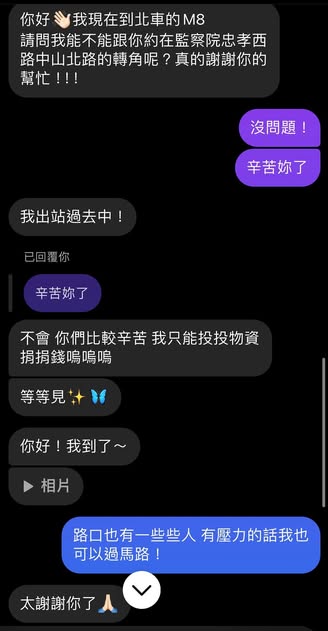 你好👋🏻我現在到北車的M8
請問我能不能跟你約在監察院忠孝西
路中山北路的轉角呢？真的謝謝你的
幫忙！!！
沒問題！
辛苦妳了
我出站過去中！
已回覆你
辛苦妳了
不會 你們比較辛苦 我只能投投物資
捐捐錢嗚嗚嗚
等等見✨ 🦋
你好！我到了～
▶ 相片
路口也有一些些人 有壓力的話我也
可以過馬路！
太謝謝你了🙏🏻